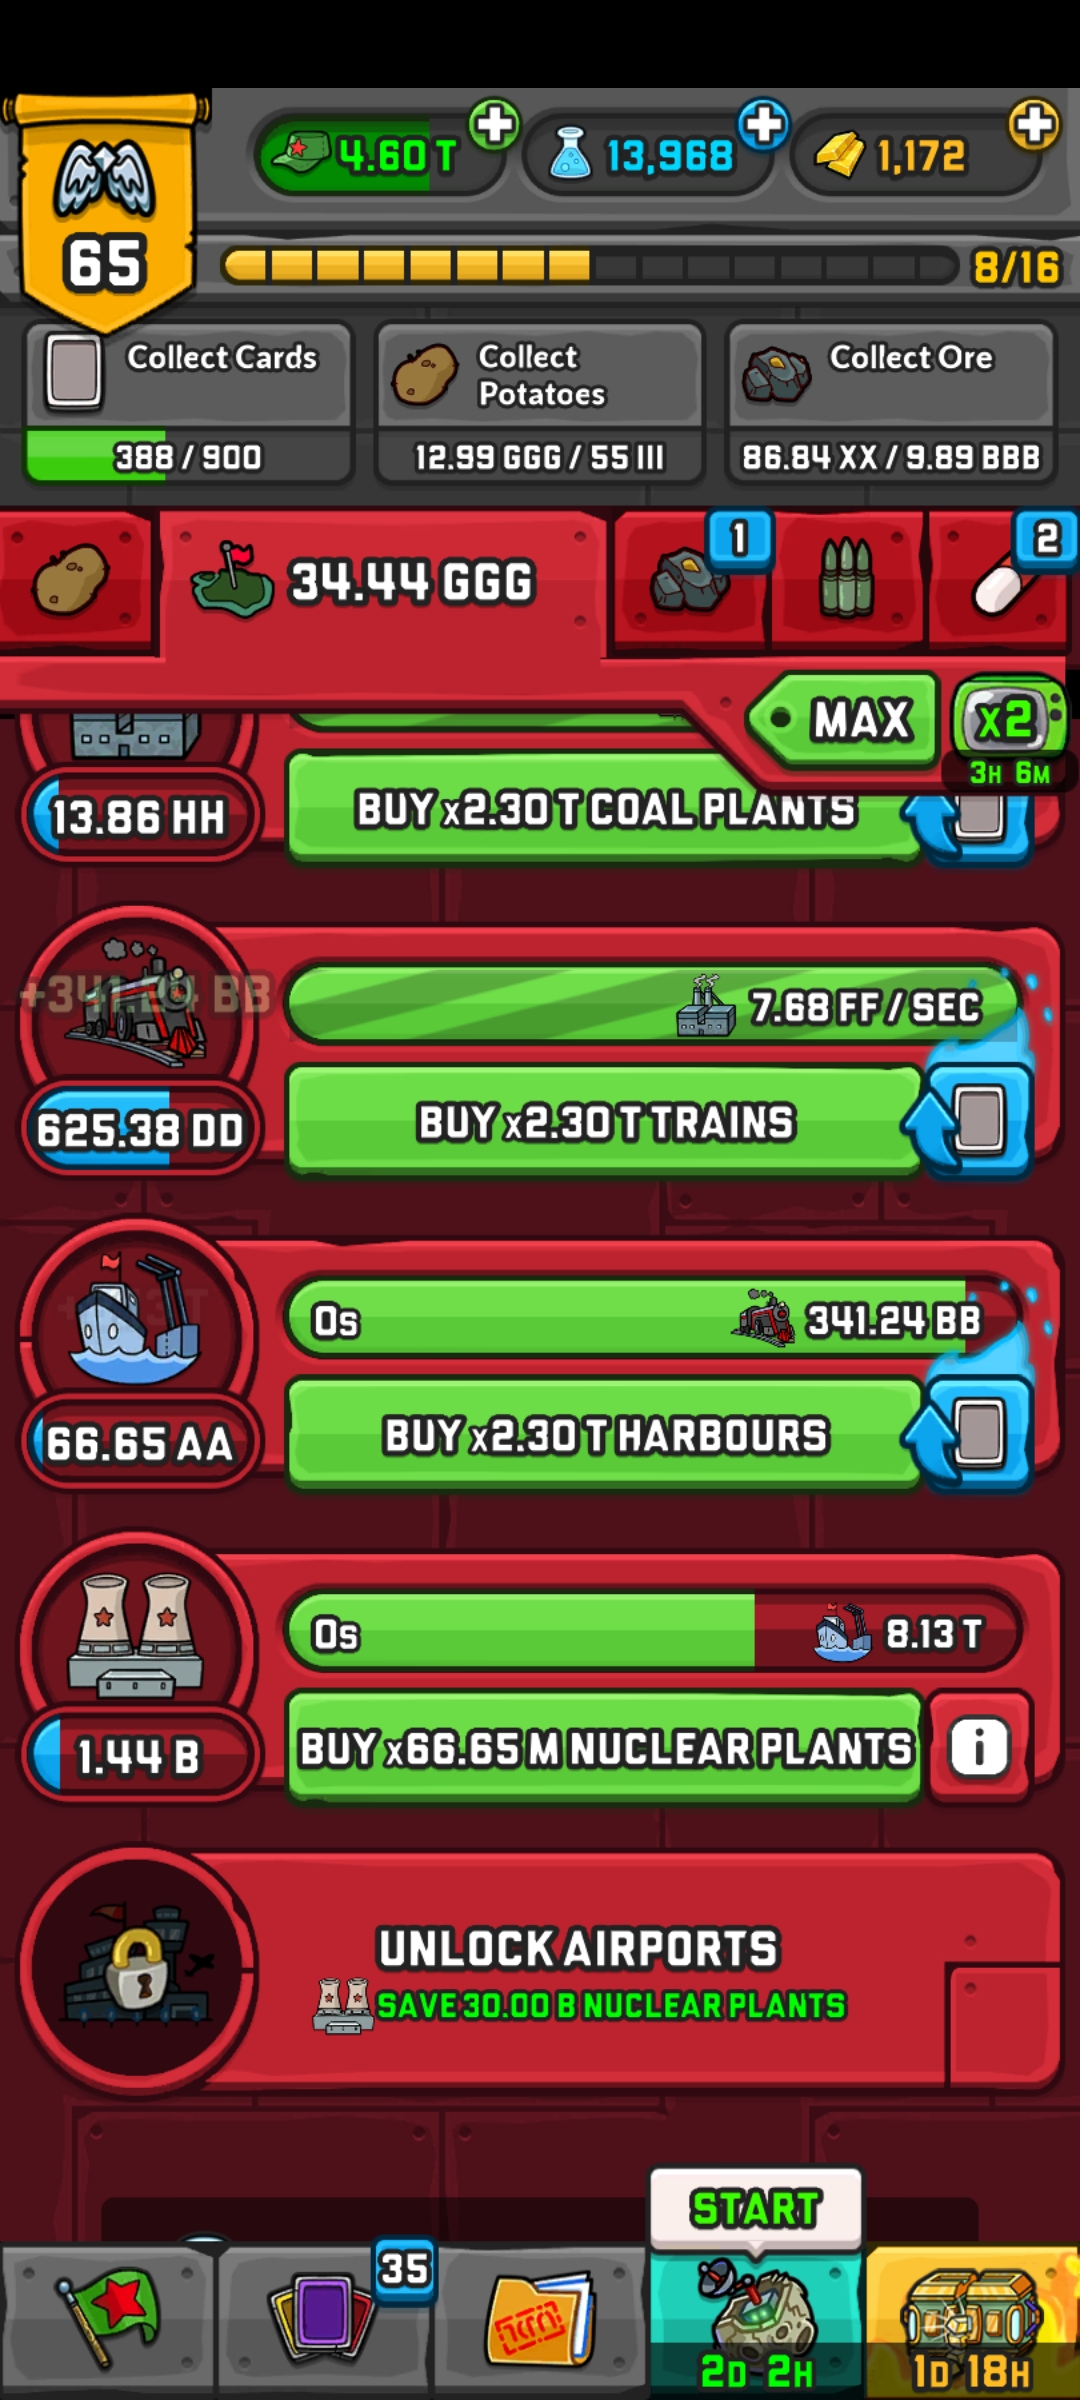 4.60 T
13,968
1,172
65
8/16
Collect Cards
388 / 900
Collect
Potatoes
12.99 GGG / 55 III
Collect Ore
86.84 XX / 9.89 BBB
34.44 GGG
1
2
MAX
x2
3H 6M
13.86 HH
BUY x2.30 T COAL PLANTS
+341.24 BB
7.68 FF / SEC
625.38 DD
BUY x2.30 T TRAINS
0s
341.24 BB
66.65 AA
BUY x2.30 T HARBOURS
0s
8.13 T
1.44 B
BUY x66.65 M NUCLEAR PLANTS
i
UNLOCK AIRPORTS
SAVE 30.00 B NUCLEAR PLANTS
START
35
2D 2H
1D 18H